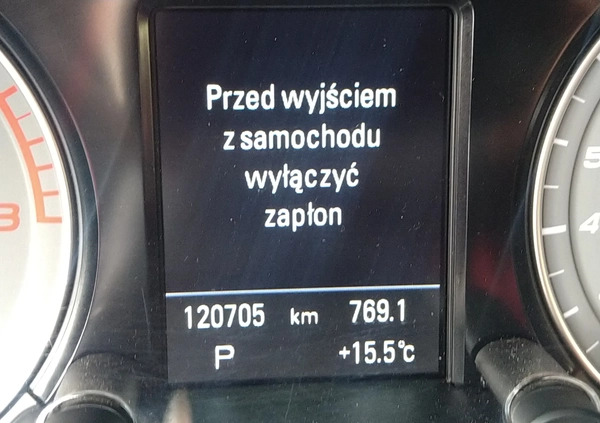 Przed wyjściem
z samochodu
wyłączyć
zapłon
120705 km 769.1
P +15.5°c